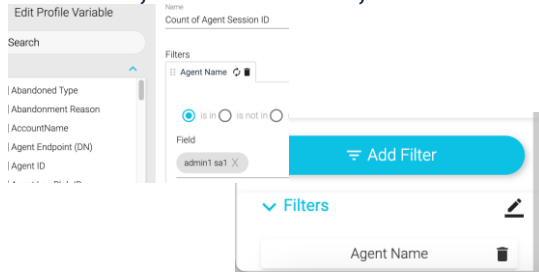 Edit Profile Variable
Search
Abandoned Type
Abandonment Reason
AccountName
Agent Endpoint (DN)
Agent ID
Name
Count of Agent Session ID
Filters
Agent Name
is in is not in
Field
admin1 sa1 X
Add Filter
Filters
Agent Name